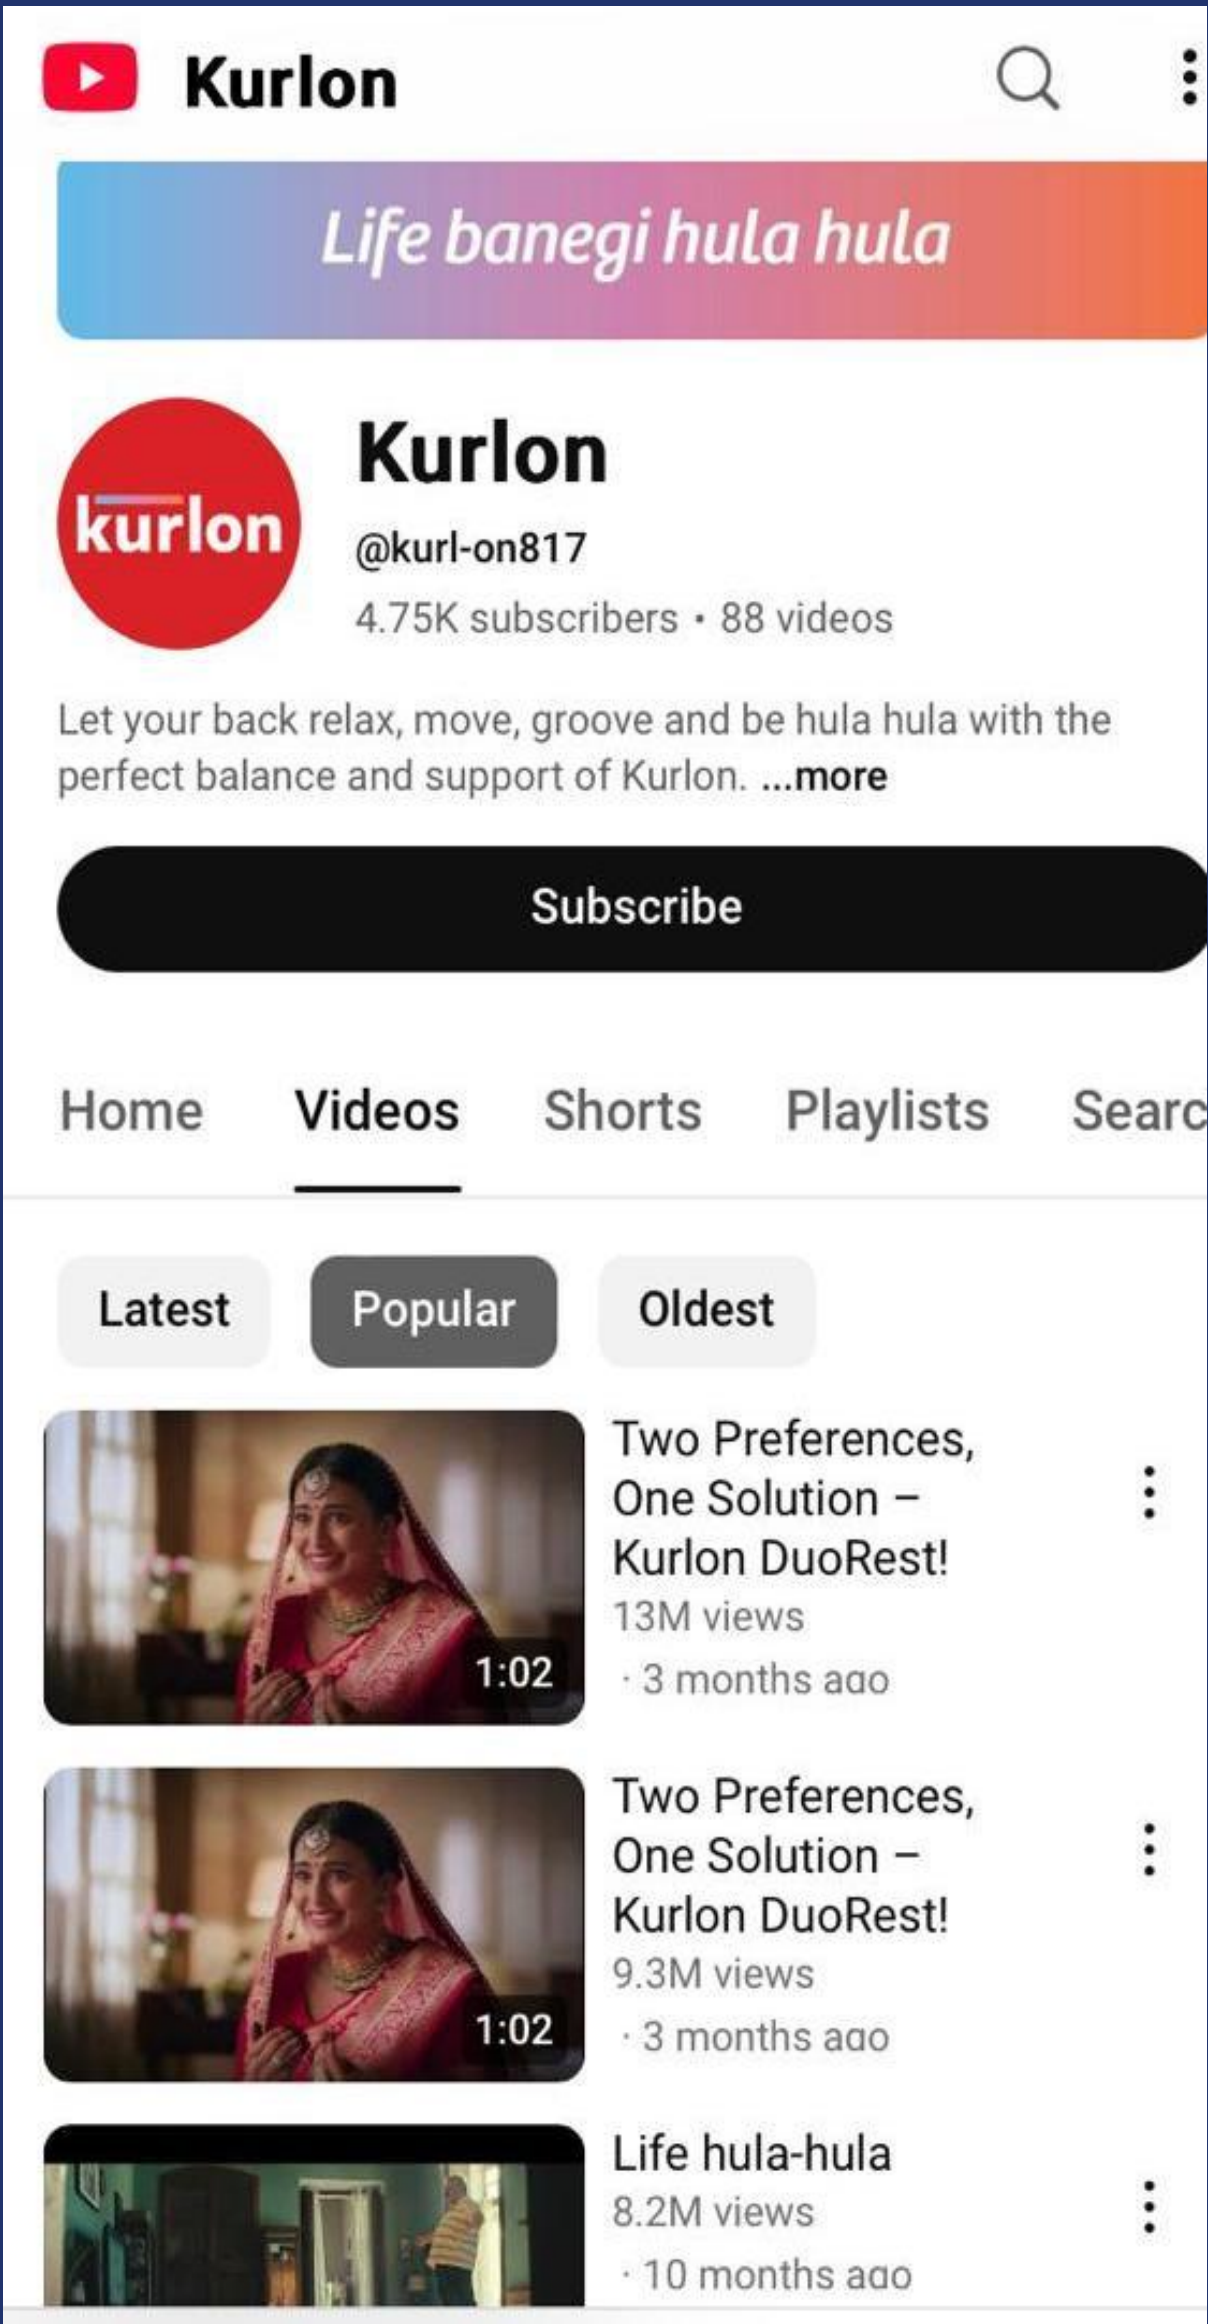 Kurlon
Life banegi hula hula
kurlon
Kurlon
@kurl-on817
4.75K subscribers • 88 videos
Let your back relax, move, groove and be hula hula with the
perfect balance and support of Kurlon. ...more
Subscribe
Home Videos Shorts Playlists Searc
Latest Popular Oldest
Two Preferences,
One Solution –
Kurlon DuoRest!
13M views
· 3 months ago
1:02
Two Preferences,
One Solution –
Kurlon DuoRest!
9.3M views
· 3 months ago
1:02
Life hula-hula
8.2M views
· 10 months ago